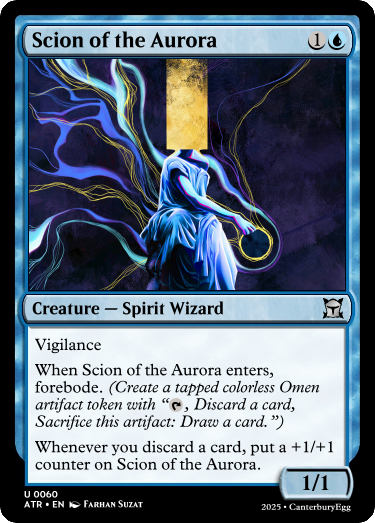 Scion of the Aurora 1
Creature — Spirit Wizard
Vigilance
When Scion of the Aurora enters,
forebode. (Create a tapped colorless Omen
artifact token with “, Discard a card,
Sacrifice this artifact: Draw a card.”)
Whenever you discard a card, put a +1/+1
counter on Scion of the Aurora.
1/1
U 0060
ATR • EN Farhan Suzat
2025 • CanterburyEgg